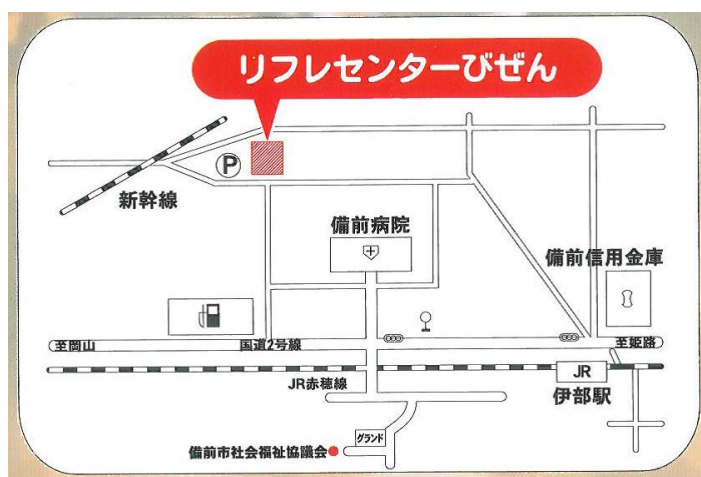 リフレセンターびぜん
P
新幹線
備前病院
備前信用金庫
至岡山
国道2号線
至姫路
JR赤穂線
JR
伊部駅
グランド
備前市社会福祉協議会